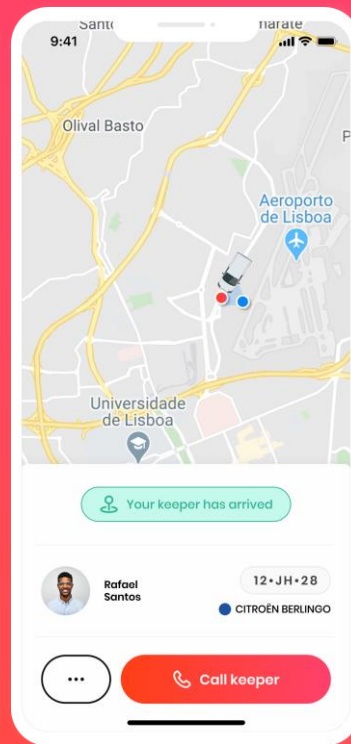 9:41
Olival Basto
Aeroporto
de Lisboa
Universidade
de Lisboa
Your keeper has arrived
Rafael
Santos
12•JH•28
CITROËN BERLINGO
Call keeper